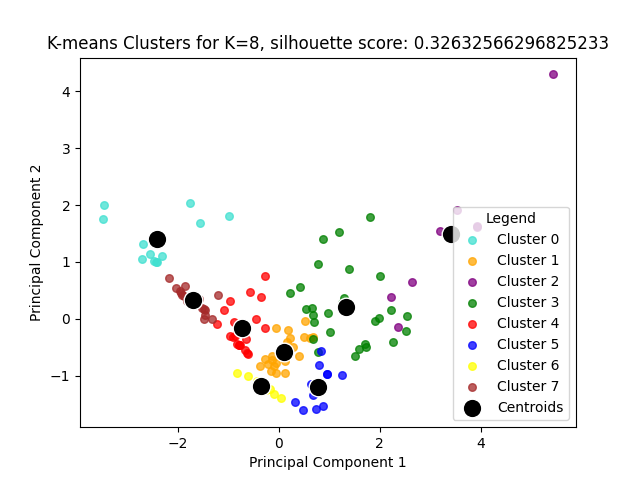 K-means Clusters for K=8, silhouette score: 0.32632566296825233
Principal Component 2
4
3
2
1
0
−1
−2
0
2
4
Principal Component 1
Legend
Cluster 0
Cluster 1
Cluster 2
Cluster 3
Cluster 4
Cluster 5
Cluster 6
Cluster 7
Centroids